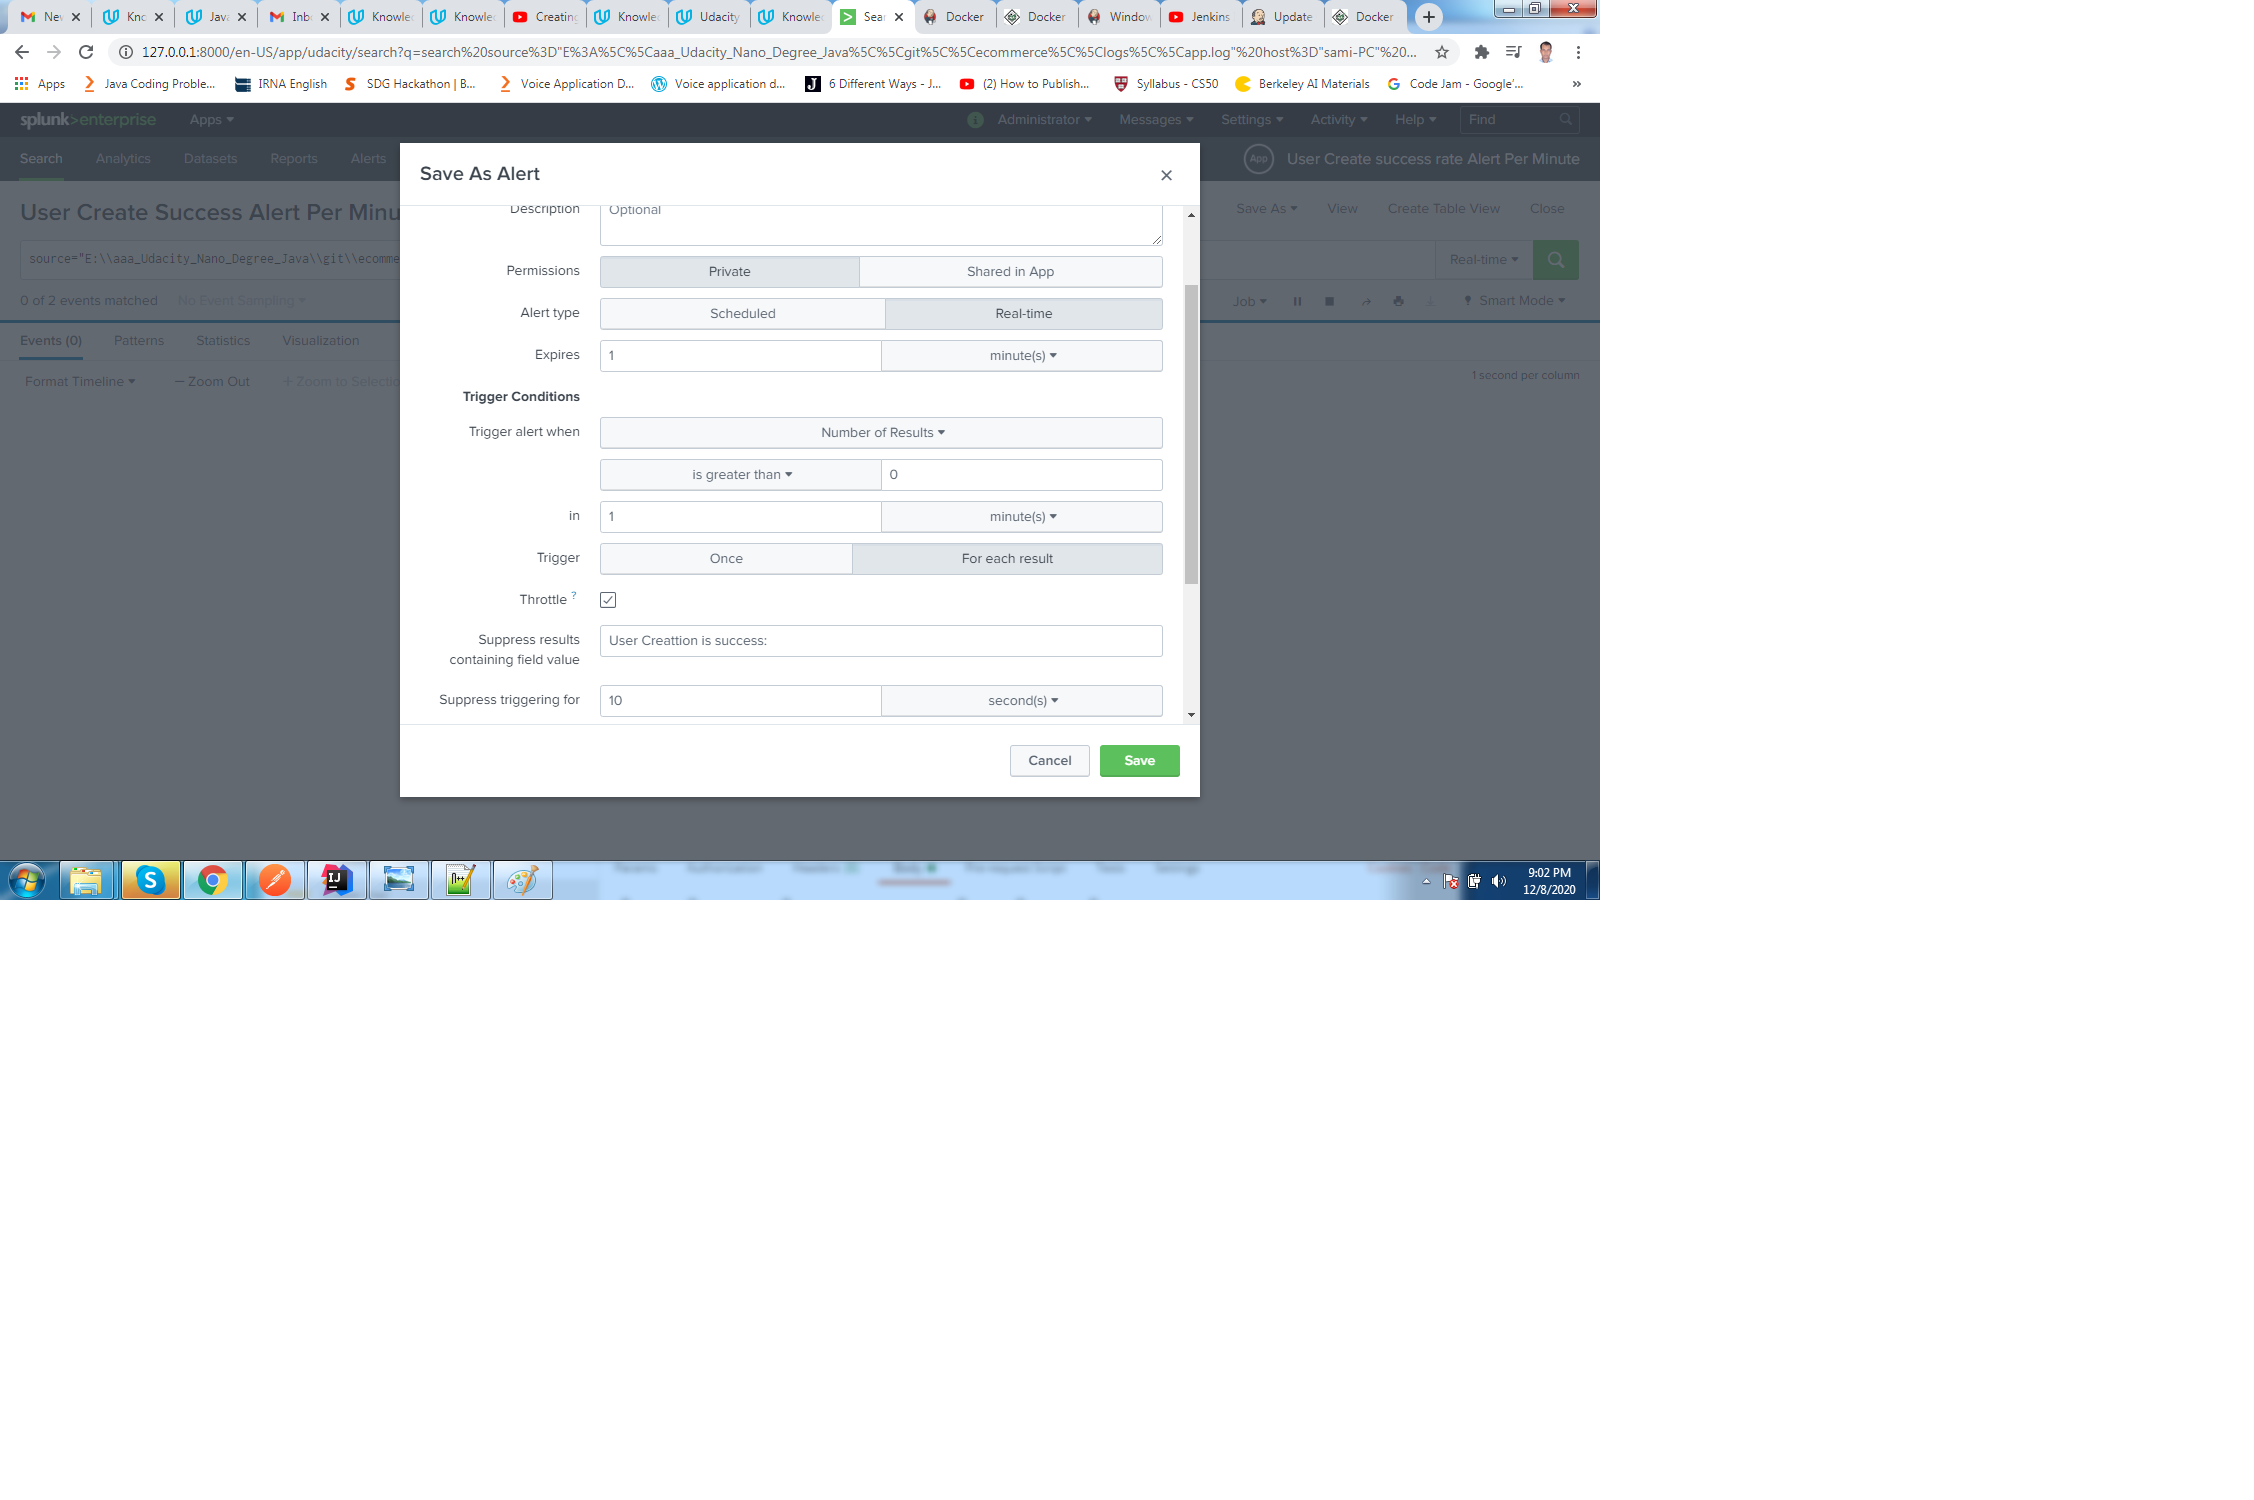 Nev Kno Java Inb Knowle Knowle Creating Knowle Udacity Knowle Sear Docker Docker Window Jenkins Update Docker
127.0.0.1:8000/en-US/app/udacity/search?q=search%20source%3D"E%3A%5C%5Caaa_Udacity_Nano_Degree_Java%5C%5Cgit%5C%5Cecommerce%5C%5Clogs%5C%5Capp.log"%20host%3D"sami-PC"%20...
Apps Java Coding Proble... IRNA English SDG Hackathon | B... Voice Application D... Voice application d... 6 Different Ways - J... (2) How to Publish... Syllabus - CS50 Berkeley AI Materials Code Jam - Google'... »
splunk>enterprise Apps Administrator Messages Settings Activity Help Find
Search Analytics Datasets Reports Alerts App User Create success rate Alert Per Minute
Save As Alert
User Create Success Alert Per Minu Save As View Create Table View Close
Description Optional
source="E:\\aaa_Udacity_Nano_Degree_Java\\git\\ecomme Real-time
Permissions Private Shared in App
0 of 2 events matched No Event Sampling Job Smart Mode
Alert type Scheduled Real-time
Events (0) Patterns Statistics Visualization
Expires 1 minute(s)
Format Timeline — Zoom Out + Zoom to Selectio 1 second per column
Trigger Conditions
Trigger alert when Number of Results
is greater than 0
in 1 minute(s)
Trigger Once For each result
Throttle ?
Suppress results containing field value User Creattion is success:
Suppress triggering for 10 second(s)
Cancel Save
9:02 PM
12/8/2020